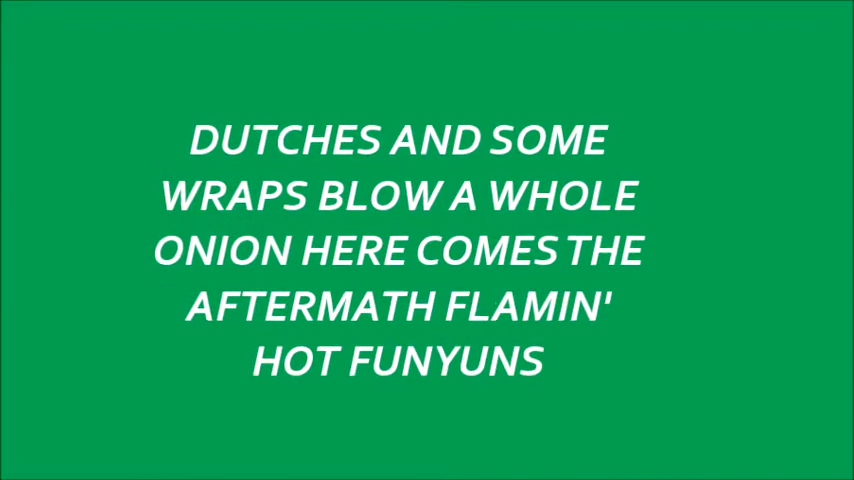 DUTCHES AND SOME
WRAPS BLOW A WHOLE
ONION HERE COMES THE
AFTERMATH FLAMIN'
HOT FUNYUNS